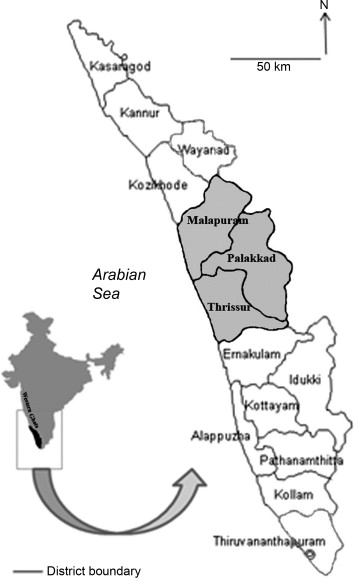 N
50 km
Kasaragod
Kannur
Wayanad
Kozhikode
Malapuram
Palakkad
Arabian
Sea
Thrissur
Ernakulam
Idukki
Kottayam
Alappuzha
Pathanamthitta
Kollam
Thiruvananthapuram
Western Ghats
District boundary